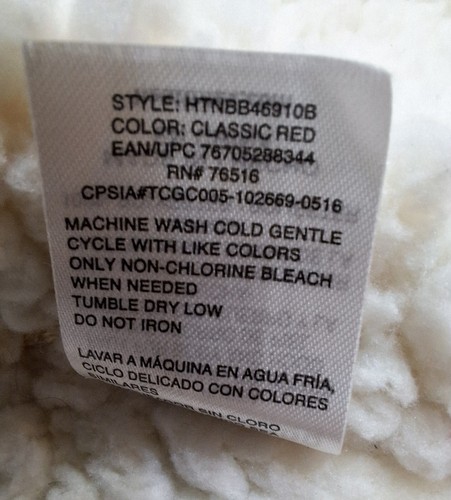 STYLE: HTNBB46910B
COLOR: CLASSIC RED
EAN/UPC 76705288344
RN# 76516
CPSIA#TCGC005-102669-0516
MACHINE WASH COLD GENTLE
CYCLE WITH LIKE COLORS
ONLY NON-CHLORINE BLEACH
WHEN NEEDED
TUMBLE DRY LOW
DO NOT IRON
LAVAR A MÁQUINA EN AGUA FRÍA,
CICLO DELICADO CON COLORES
SIMILARES
SIN CLORO